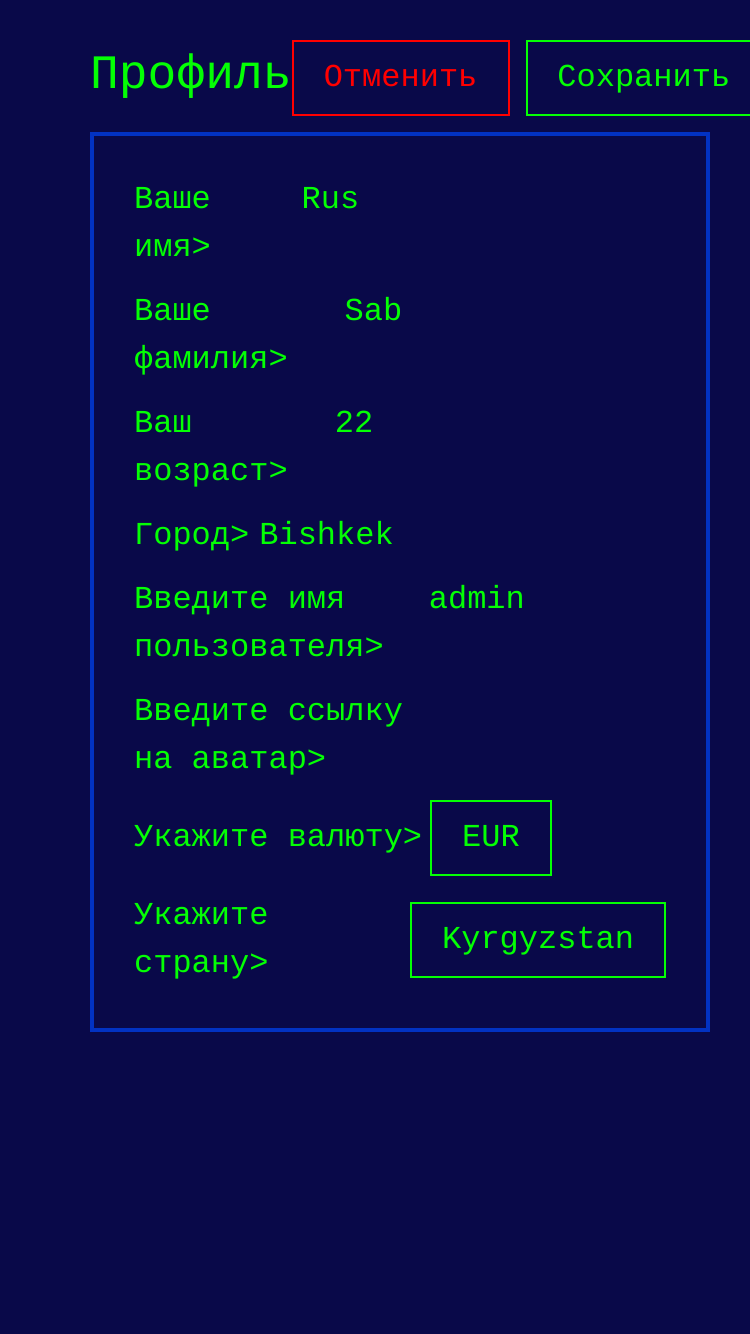 Профиль Отменить Сохранить
Ваше Rus
имя>
Ваше Sab
фамилия>
Ваш 22
возраст>
Город> Bishkek
Введите имя admin
пользователя>
Введите ссылку
на аватар>
Укажите валюту> EUR
Укажите
страну> Kyrgyzstan